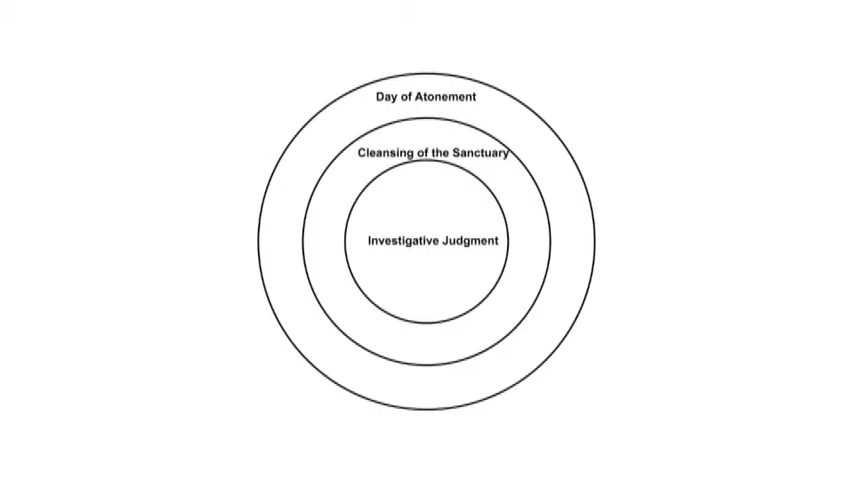 Day of Atonement
Cleansing of the Sanctuary
Investigative Judgment